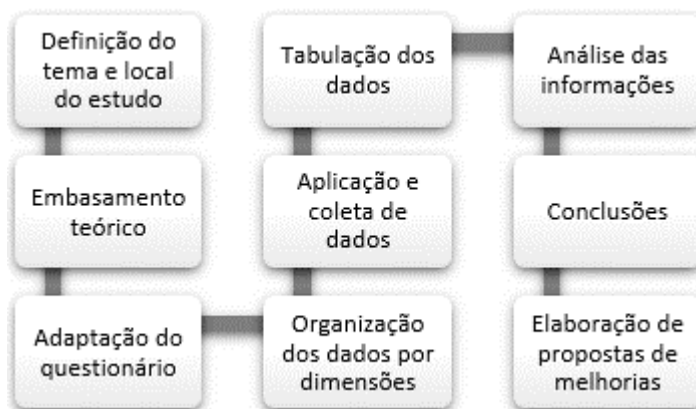 Definição do
tema e local
do estudo
Embasamento
teórico
Adaptação do
questionário
Organização
dos dados por
dimensões
Aplicação e
coleta de
dados
Tabulação dos
dados
Análise das
informações
Conclusões
Elaboração de
propostas de
melhorias